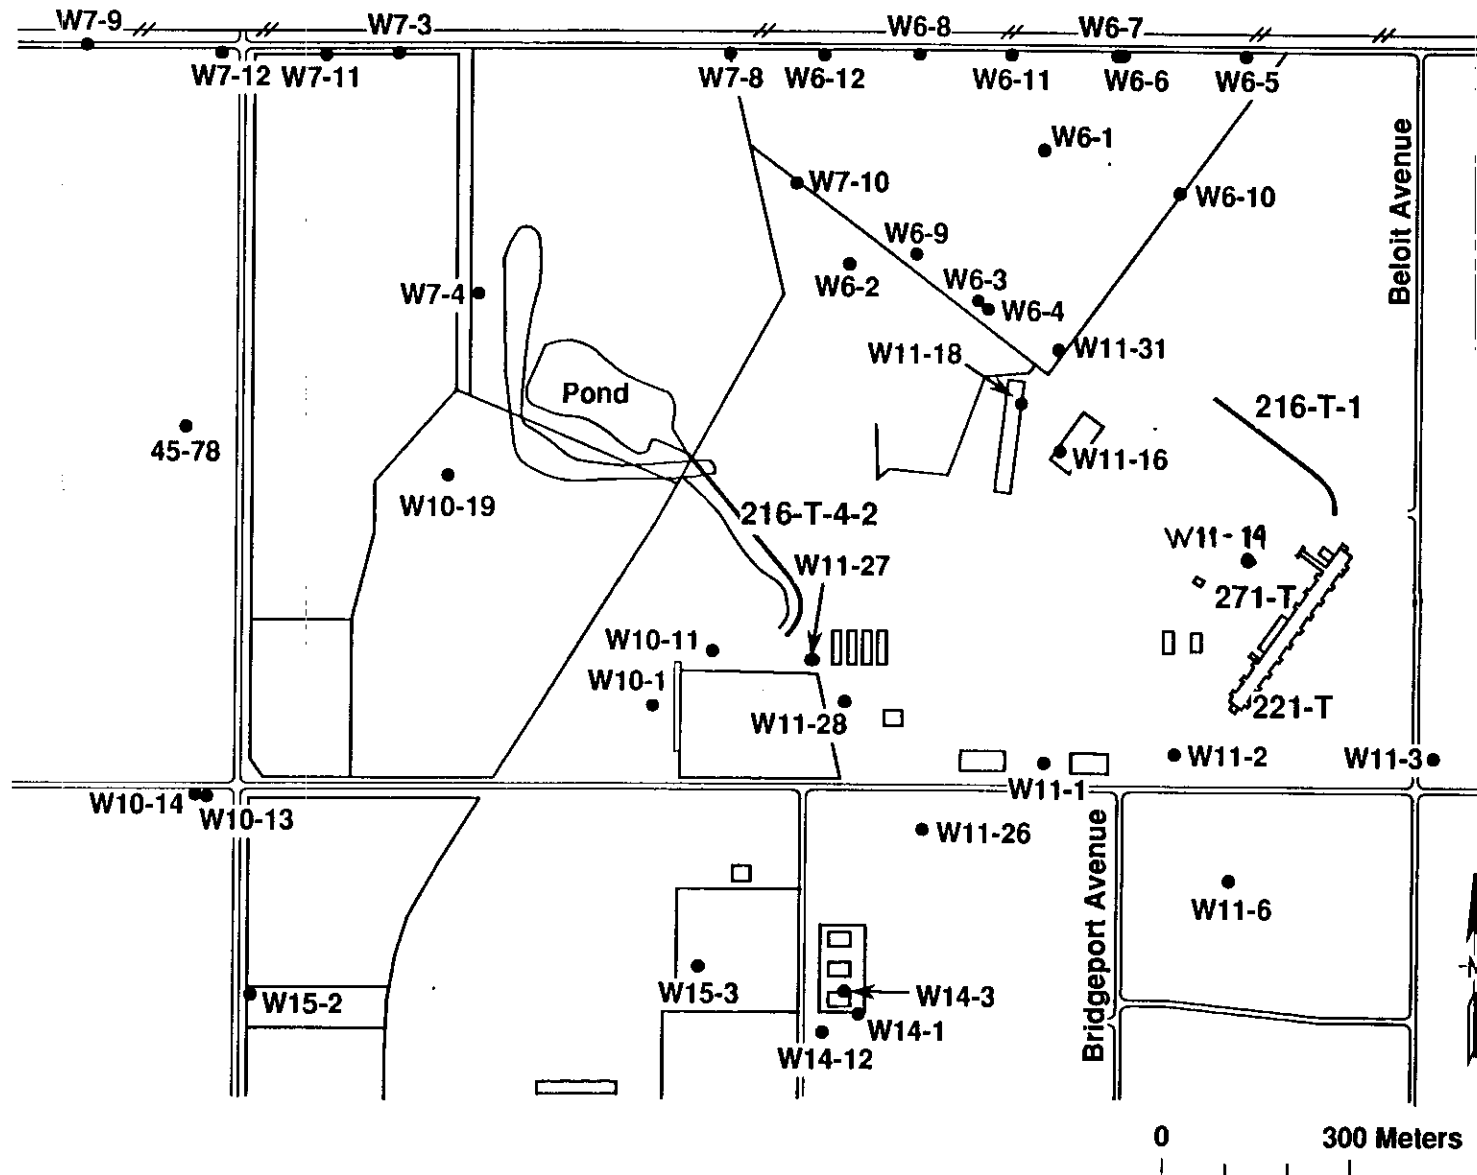 W7-9
W7-3
W6-8
W6-7
W7-12
W7-11
W7-8
W6-12
W6-11
W6-6
W6-5
W6-1
W7-10
W6-10
Beloit Avenue
W6-9
W6-2
W6-3
W6-4
W7-4
W11-18
W11-31
Pond
216-T-1
45-78
W11-16
W10-19
216-T-4-2
W11-14
W11-27
271-T
W10-11
W10-1
W11-28
221-T
W11-2
W11-3
W11-1
W10-14
W10-13
W11-26
Bridgeport Avenue
W11-6
W15-3
W14-3
W15-2
W14-1
W14-12
N
0 300 Meters